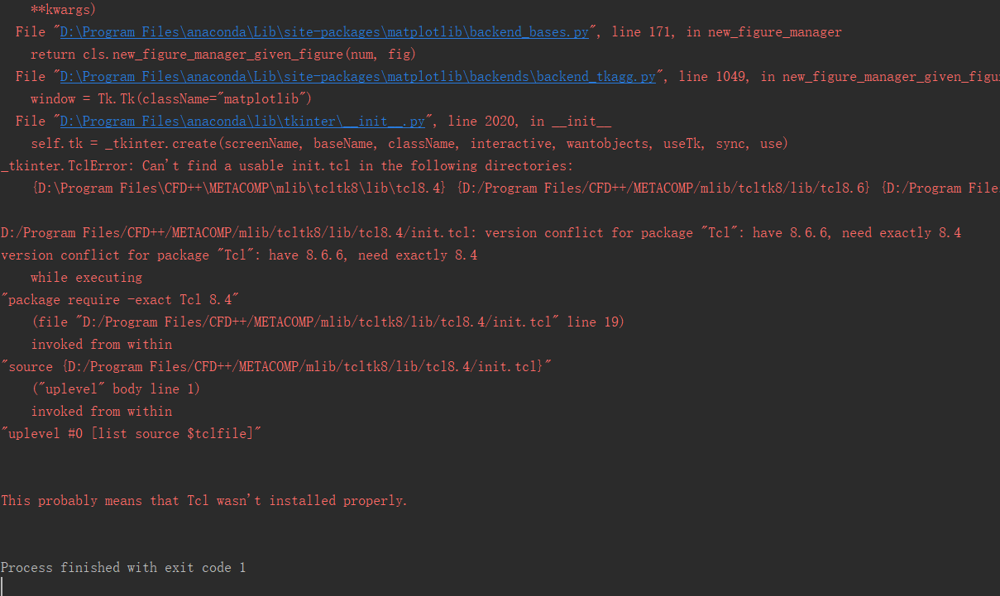 **kwargs)
File "D:\Program Files\anaconda\Lib\site-packages\matplotlib\backend_bases.py", line 171, in new_figure_manager
return cls.new_figure_manager_given_figure(num, fig)
File "D:\Program Files\anaconda\Lib\site-packages\matplotlib\backends\backend_tkagg.py", line 1049, in new_figure_manager_given_figu
window = Tk.Tk(className="matplotlib")
File "D:\Program Files\anaconda\lib\tkinter\__init__.py", line 2020, in __init__
self.tk = _tkinter.create(screenName, baseName, className, interactive, wantobjects, useTk, sync, use)
_tkinter.TclError: Can't find a usable init.tcl in the following directories:
{D:\Program Files\CFD++\METACOMP\mlib\tcltk8\lib\tcl8.4} {D:/Program Files/CFD++/METACOMP/mlib/tcltk8/lib/tcl8.6} {D:/Program File
D:/Program Files/CFD++/METACOMP/mlib/tcltk8/lib/tcl8.4/init.tcl: version conflict for package "Tcl": have 8.6.6, need exactly 8.4
version conflict for package "Tcl": have 8.6.6, need exactly 8.4
while executing
"package require -exact Tcl 8.4"
(file "D:/Program Files/CFD++/METACOMP/mlib/tcltk8/lib/tcl8.4/init.tcl" line 19)
invoked from within
"source {D:/Program Files/CFD++/METACOMP/mlib/tcltk8/lib/tcl8.4/init.tcl}"
("uplevel" body line 1)
invoked from within
"uplevel #0 [list source $tclfile]"
This probably means that Tcl wasn't installed properly.
Process finished with exit code 1